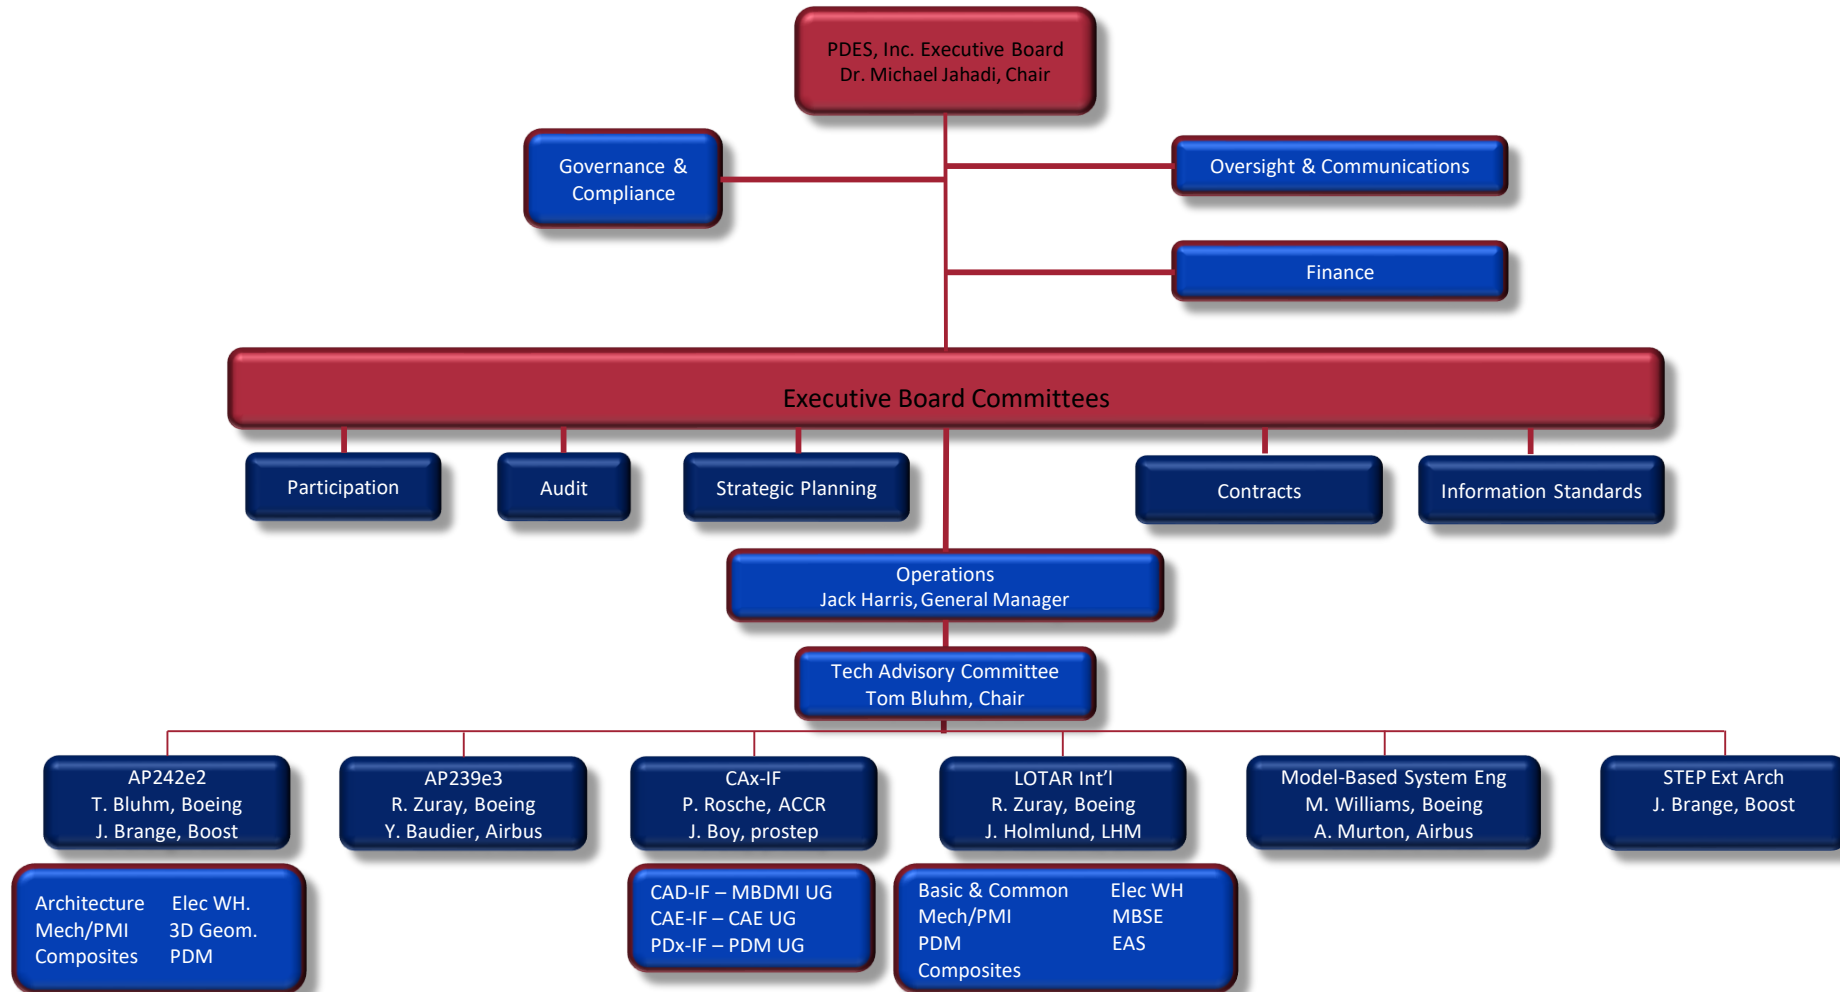 PDES, Inc. Executive Board
Dr. Michael Jahadi, Chair
Governance &
Compliance
Oversight & Communications
Finance
Executive Board Committees
Participation
Audit
Strategic Planning
Contracts
Information Standards
Operations
Jack Harris, General Manager
Tech Advisory Committee
Tom Bluhm, Chair
AP242e2
T. Bluhm, Boeing
J. Brange, Boost
AP239e3
R. Zuray, Boeing
Y. Baudier, Airbus
CAx-IF
P. Rosche, ACCR
J. Boy, prostep
LOTAR Int’l
R. Zuray, Boeing
J. Holmlund, LHM
Model-Based System Eng
M. Williams, Boeing
A. Murton, Airbus
STEP Ext Arch
J. Brange, Boost
Architecture Elec WH.
Mech/PMI 3D Geom.
Composites PDM
CAD-IF – MBDMI UG
CAE-IF – CAE UG
PDx-IF – PDM UG
Basic & Common Elec WH
Mech/PMI MBSE
PDM EAS
Composites